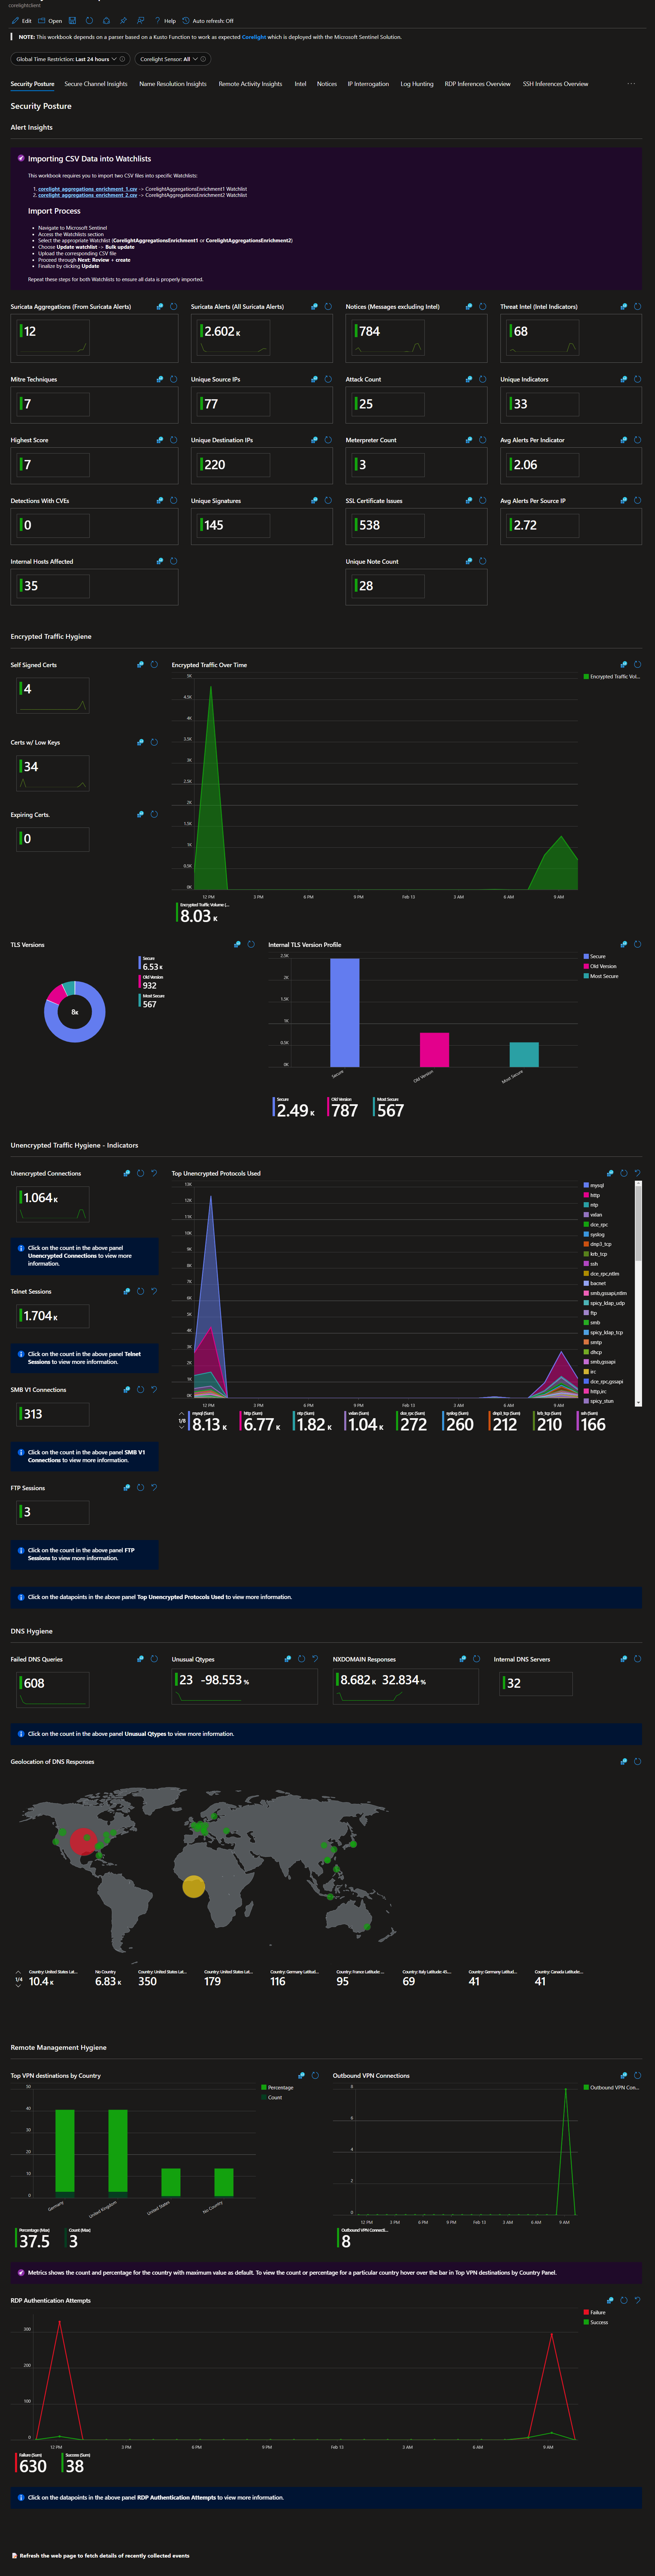 corelightclient
Edit Open Help Auto refresh: Off
NOTE: This workbook depends on a parser based on a Kusto Function to work as expected Corelight which is deployed with the Microsoft Sentinel Solution.
Global Time Restriction: Last 24 hours Corelight Sensor: All
Security Posture Secure Channel Insights Name Resolution Insights Remote Activity Insights Intel Notices IP Interrogation Log Hunting RDP Inferences Overview SSH Inferences Overview ...
Security Posture
Alert Insights
Importing CSV Data into Watchlists
This workbook requires you to import two CSV files into specific Watchlists:
1. corelight_aggregations_enrichment_1.csv -> CorelightAggregationsEnrichment1 Watchlist
2. corelight_aggregations_enrichment_2.csv -> CorelightAggregationsEnrichment2 Watchlist
Import Process
• Navigate to Microsoft Sentinel
• Access the Watchlists section
• Select the appropriate Watchlist (CorelightAggregationsEnrichment1 or CorelightAggregationsEnrichment2)
• Choose Update watchlist -> Bulk update
• Upload the corresponding CSV file
• Proceed through Next: Review + create
• Finalize by clicking Update
Repeat these steps for both Watchlists to ensure all data is properly imported.
Suricata Aggregations (From Suricata Alerts) Suricata Alerts (All Suricata Alerts) Notices (Messages excluding Intel) Threat Intel (Intel Indicators)
12 2.602 K 784 68
Mitre Techniques Unique Source IPs Attack Count Unique Indicators
7 77 25 33
Highest Score Unique Destination IPs Meterpreter Count Avg Alerts Per Indicator
7 220 3 2.06
Detections With CVEs Unique Signatures SSL Certificate Issues Avg Alerts Per Source IP
0 145 538 2.72
Internal Hosts Affected Unique Note Count
35 28
Encrypted Traffic Hygiene
Self Signed Certs
4
Certs w/ Low Keys
34
Expiring Certs.
0
Encrypted Traffic Over Time
Encrypted Traffic Vol...
5K
4.5K
4K
3.5K
3K
2.5K
2K
1.5K
1K
0.5K
0K
12 PM 3 PM 6 PM 9 PM Feb 13 3 AM 6 AM 9 AM
Encrypted Traffic Volume (...
8.03 K
TLS Versions
8K
Secure
6.53 K
Old Version
932
Most Secure
567
Internal TLS Version Profile
Secure
Old Version
Most Secure
2.5K
2K
1.5K
1K
0.5K
0K
Secure Old Version Most Secure
Secure Old Version Most Secure
2.49 K 787 567
Unencrypted Traffic Hygiene - Indicators
Unencrypted Connections
1.064 K
Click on the count in the above panel
Unencrypted Connections to view more
information.
Telnet Sessions
1.704 K
Click on the count in the above panel Telnet
Sessions to view more information.
SMB V1 Connections
313
Click on the count in the above panel SMB V1
Connections to view more information.
FTP Sessions
3
Click on the count in the above panel FTP
Sessions to view more information.
Top Unencrypted Protocols Used
13K
12K
11K
10K
9K
8K
7K
6K
5K
4K
3K
2K
1K
0K
12 PM 3 PM 6 PM 9 PM Feb 13 3 AM 6 AM 9 AM
mysql
http
ntp
vxlan
dce_rpc
syslog
dnp3_tcp
krb_tcp
ssh
dce_rpc,ntlm
bacnet
smb,gssapi,ntlm
spicy_ldap_udp
ftp
smb
spicy_ldap_tcp
smtp
dhcp
smb,gssapi
irc
dce_rpc,gssapi
http,irc
spicy_stun
1/8
mysql (Sum) http (Sum) ntp (Sum) vxlan (Sum) dce_rpc (Sum) syslog (Sum) dnp3_tcp (Sum) krb_tcp (Sum) ssh (Sum)
8.13 K 6.77 K 1.82 K 1.04 K 272 260 212 210 166
Click on the datapoints in the above panel Top Unencrypted Protocols Used to view more information.
DNS Hygiene
Failed DNS Queries Unusual Qtypes NXDOMAIN Responses Internal DNS Servers
608 23 -98.553 % 8.682 K 32.834 % 32
Click on the count in the above panel Unusual Qtypes to view more information.
Geolocation of DNS Responses
1/4
Country: United States Lat... No Country Country: United States Lat... Country: United States Lat... Country: Germany Latitud... Country: France Latitude: ... Country: Italy Latitude: 45.... Country: Germany Latitud... Country: Canada Latitude:...
10.4 K 6.83 K 350 179 116 95 69 41 41
Remote Management Hygiene
Top VPN destinations by Country
Percentage
Count
50
40
30
20
10
0
Germany United Kingdom United States No Country
Percentage (Max) Count (Max)
37.5 3
Outbound VPN Connections
Outbound VPN Con...
8
6
4
2
0
12 PM 3 PM 6 PM 9 PM Feb 13 3 AM 6 AM 9 AM
Outbound VPN Connecti...
8
Metrics shows the count and percentage for the country with maximum value as default. To view the count or percentage for a particular country hover over the bar in Top VPN destinations by Country Panel.
RDP Authentication Attempts
Failure
Success
300
200
100
0
12 PM 3 PM 6 PM 9 PM Feb 13 3 AM 6 AM 9 AM
Failure (Sum) Success (Sum)
630 38
Click on the datapoints in the above panel RDP Authentication Attempts to view more information.
Refresh the web page to fetch details of recently collected events